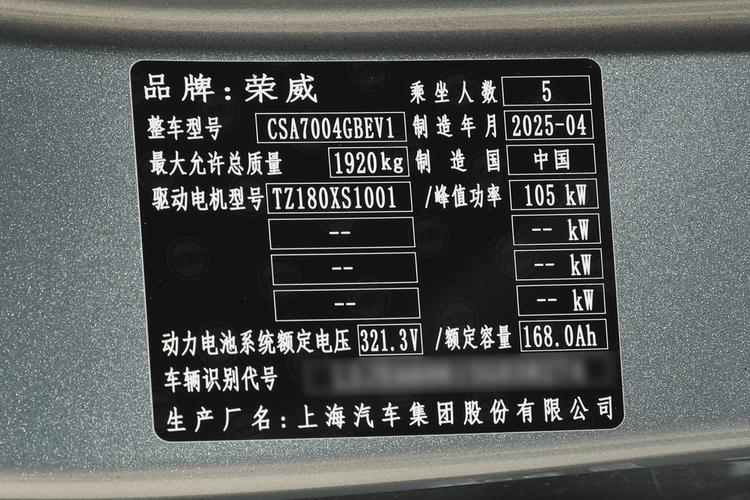 品牌：荣威 乘坐人数 5
整车型号 CSA7004GBEV1 制造年月 2025-04
最大允许总质量 1920kg 制造国 中国
驱动电机型号 TZ180XS1001 /峰值功率 105 kW
-- -- kW
-- -- kW
-- -- kW
动力电池系统额定电压 321.3V /额定容量 168.0Ah
车辆识别代号
生产厂名：上海汽车集团股份有限公司